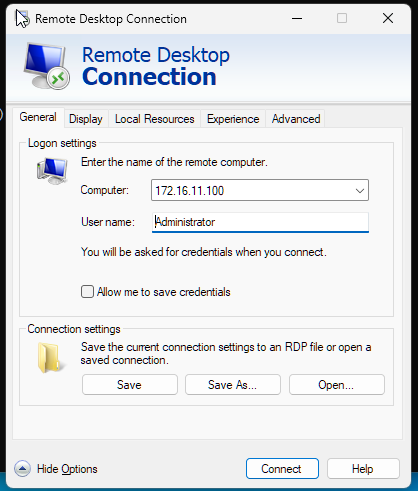 Remote Desktop Connection
Remote Desktop
Connection
General Display Local Resources Experience Advanced
Logon settings
Enter the name of the remote computer.
Computer: 172.16.11.100
User name: Administrator
You will be asked for credentials when you connect.
Allow me to save credentials
Connection settings
Save the current connection settings to an RDP file or open a
saved connection.
Save Save As... Open...
Hide Options Connect Help